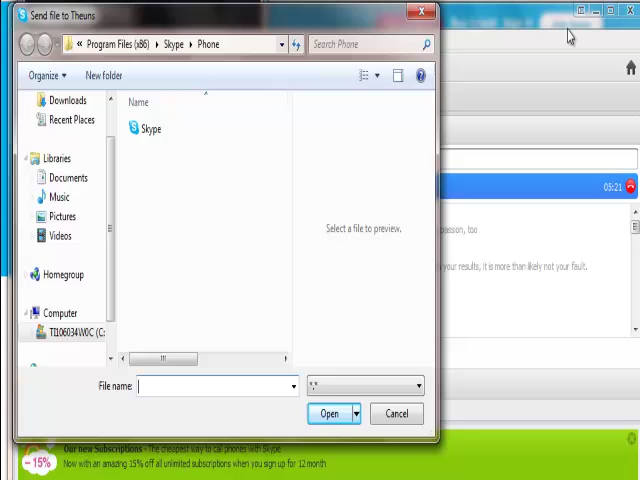 Send file to Theuns
Program Files (x86) ▸ Skype ▸ Phone
Search Phone
Organize
New folder
Downloads
Recent Places
Libraries
Documents
Music
Pictures
Videos
Homegroup
Computer
TI106034W0C (C:
Name
Skype
Select a file to preview.
05:21
passon, too
your results, it is more than likely not your fault.
File name:
*.*
Open
Cancel
Our new Subscriptions - The cheapest way to call phones with Skype
- 15%
Now with an amazing 15% off all unlimited subscriptions when you sign up for 12 month